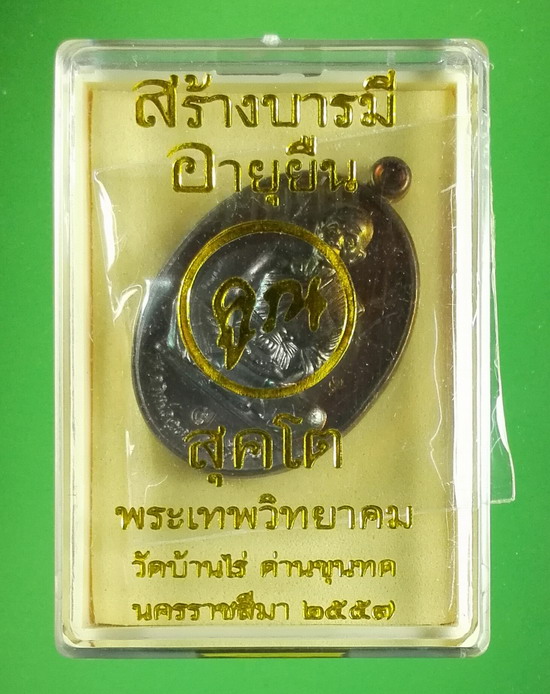 สร้างบารมี
อายุยืน
คูณ
สุคโต
พระเทพวิทยาคม
วัดบ้านไร่ ด่านขุนทด
นครราชสีมา ๒๕๕๗